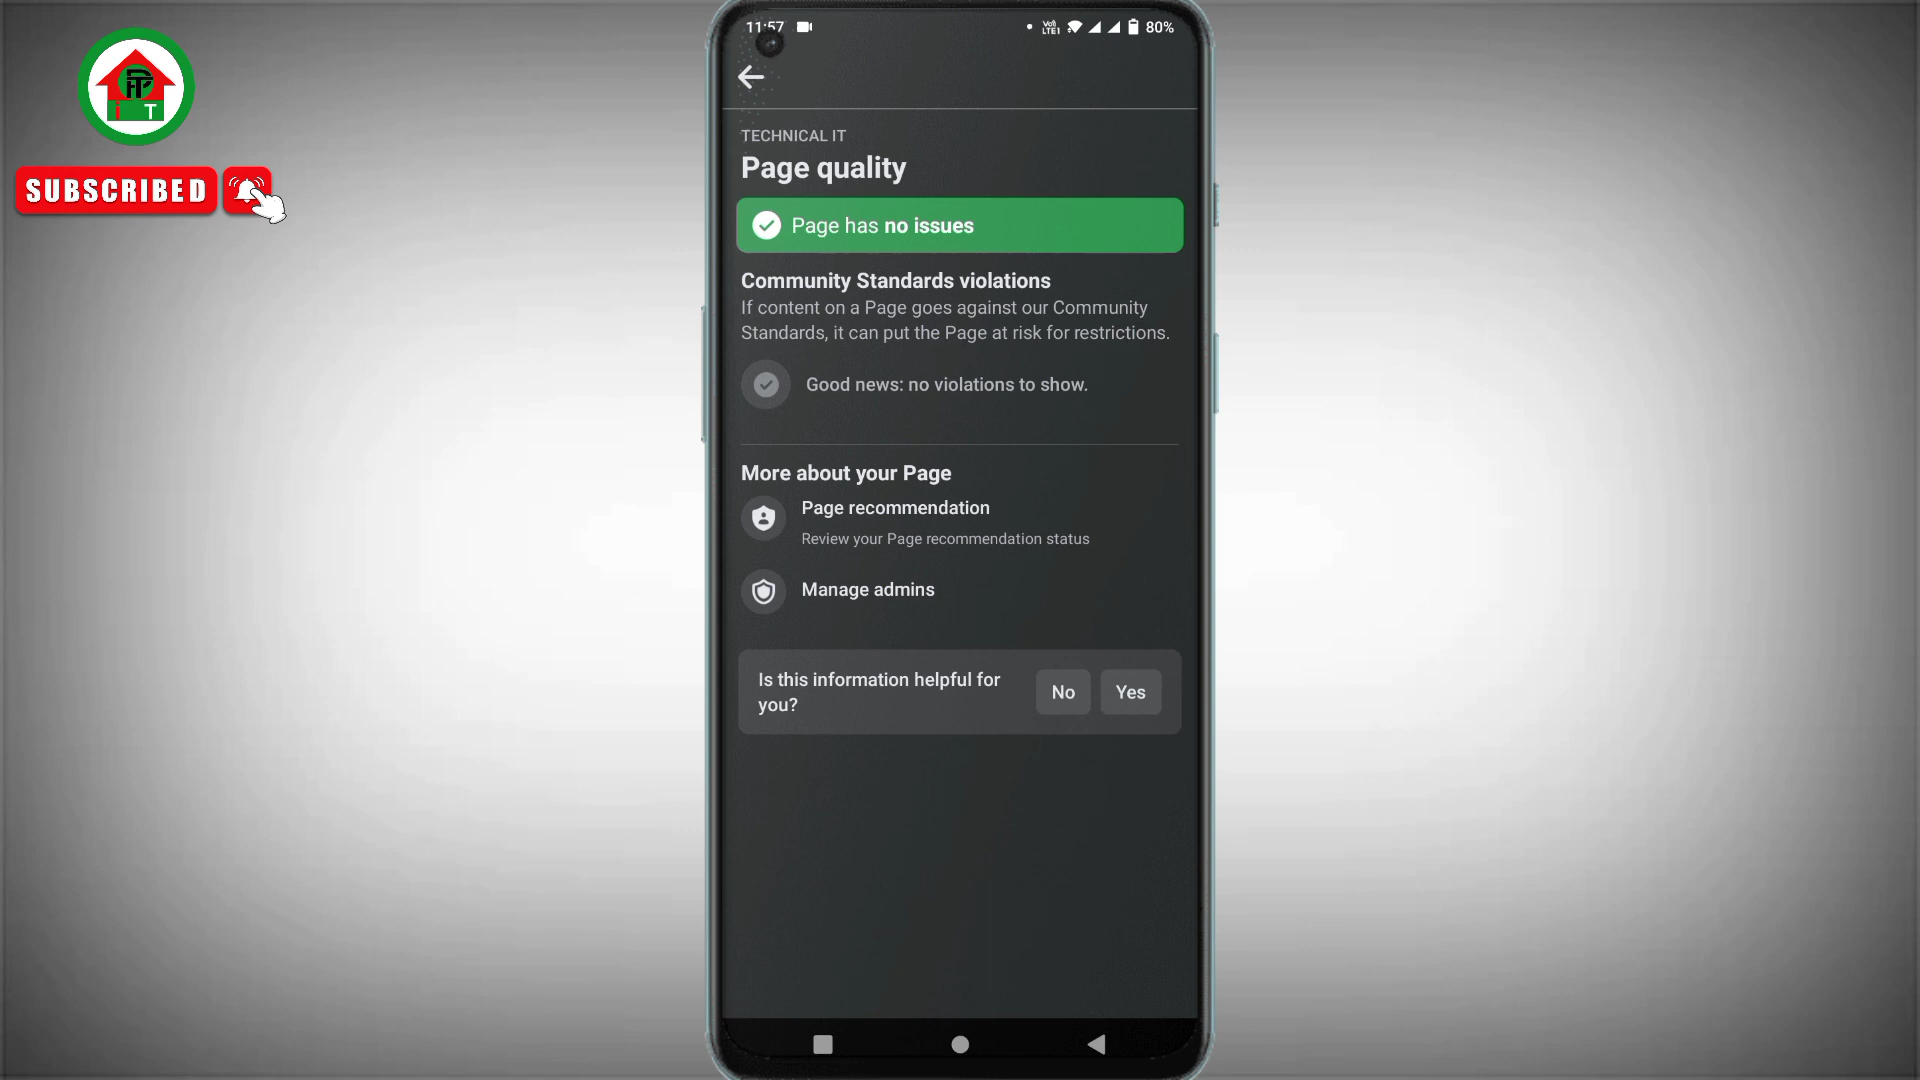 11:57
VoD
LTE1
80%
TECHNICAL IT
Page quality
Page has no issues
Community Standards violations
If content on a Page goes against our Community
Standards, it can put the Page at risk for restrictions.
Good news: no violations to show.
More about your Page
Page recommendation
Review your Page recommendation status
Manage admins
Is this information helpful for
you?
No
Yes
i T
SUBSCRIBED